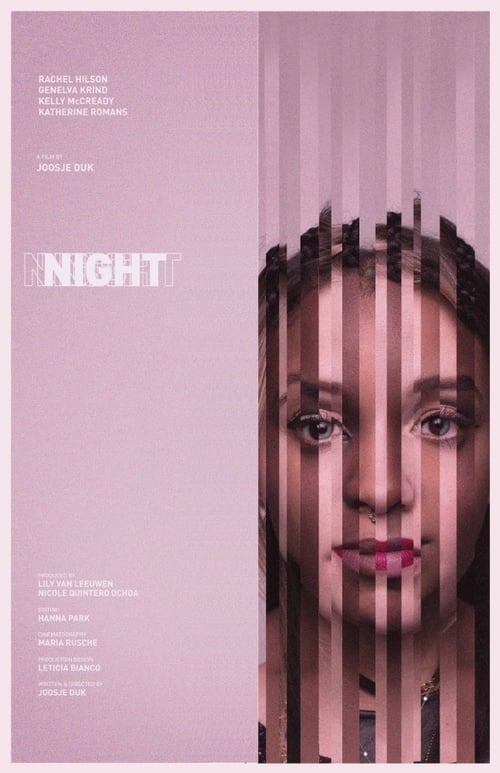 RACHEL HILSON
GENELVA KRIND
KELLY McCREADY
KATHERINE ROMANS
A FILM BY
JOOSJE DUK
NIGHT
PRODUCED BY
LILY VAN LEEUWEN
NICOLE QUINTERO OCHOA
EDITING
HANNA PARK
CINEMATOGRAPHY
MARIA RUSCHE
PRODUCTION DESIGN
LETICIA BIANCO
WRITTEN & DIRECTED BY
JOOSJE DUK